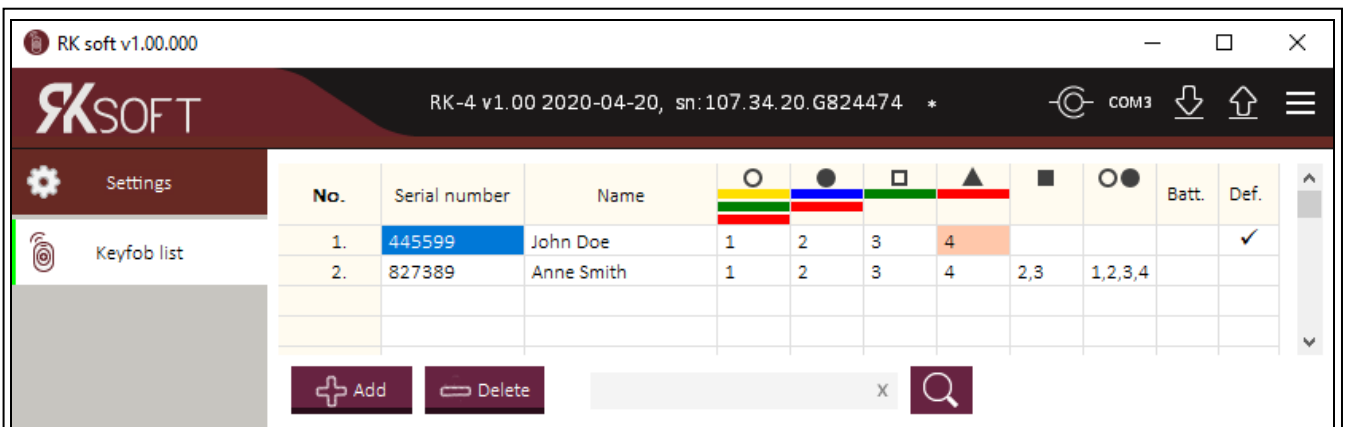 RK soft v1.00.000
RKSOFT RK-4 v1.00 2020-04-20, sn:107.34.20.G824474 * COM3
Settings
Keyfob list
No. Serial number Name Batt. Def.
1. 445599 John Doe 1 2 3 4 ✓
2. 827389 Anne Smith 1 2 3 4 2,3 1,2,3,4
Add Delete x